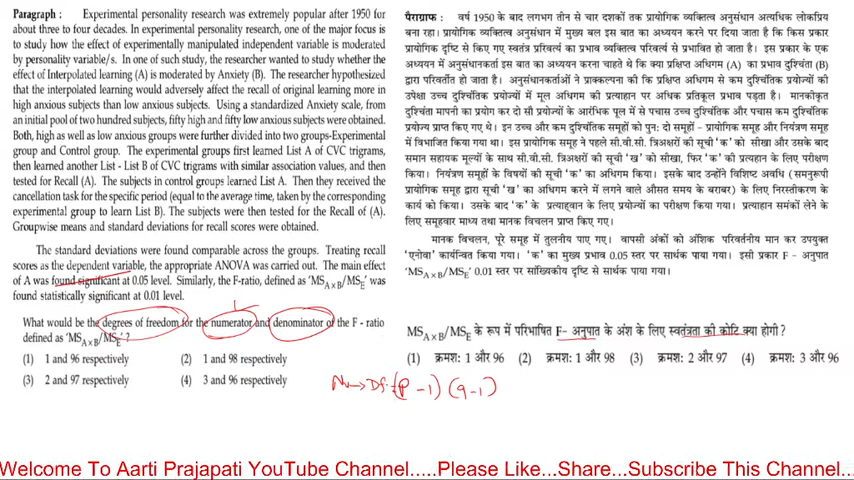 Paragraph : Experimental personality research was extremely popular after 1950 for
about three to four decades. In experimental personality research, one of the major focus is
to study how the effect of experimentally manipulated independent variable is moderated
by personality variable/s. In one of such study, the researcher wanted to study whether the
effect of Interpolated learning (A) is moderated by Anxiety (B). The researcher hypothesized
that the interpolated learning would adversely affect the recall of original learning more in
high anxious subjects than low anxious subjects. Using a standardized Anxiety scale, from
an initial pool of two hundred subjects, fifty high and fifty low anxious subjects were obtained.
Both, high as well as low anxious groups were further divided into two groups-Experimental
group and Control group. The experimental groups first learned List A of CVC trigrams,
then learned another List - List B of CVC trigrams with similar association values, and then
tested for Recall (A). The subjects in control groups learned List A. Then they received the
cancellation task for the specific period (equal to the average time, taken by the corresponding
experimental group to learn List B). The subjects were then tested for the Recall of (A).
Groupwise means and standard deviations for recall scores were obtained.
The standard deviations were found comparable across the groups. Treating recall
scores as the dependent variable, the appropriate ANOVA was carried out. The main effect
of A was found significant at 0.05 level. Similarly, the F-ratio, defined as 'MS A×B/MS E' was
found statistically significant at 0.01 level.
What would be the degrees of freedom for the numerator and denominator of the F - ratio
defined as 'MS A×B/MS E'?
(1) 1 and 96 respectively (2) 1 and 98 respectively
(3) 2 and 97 respectively (4) 3 and 96 respectively
Nu→Df:(p-1)(q-1)
पैराग्राफ : वर्ष 1950 के बाद लगभग तीन से चार दशकों तक प्रायोगिक व्यक्तित्व अनुसंधान अत्यधिक लोकप्रिय
बना रहा। प्रायोगिक व्यक्तित्व अनुसंधान में मुख्य बल इस बात का अध्ययन करने पर दिया जाता है कि किस प्रकार
प्रायोगिक दृष्टि से किए गए स्वतंत्र प्ररिवर्त्य का प्रभाव व्यक्तित्व परिवर्त्य से प्रभावित हो जाता है। इस प्रकार के एक
अध्ययन में अनुसंधानकर्ता इस बात का अध्ययन करना चाहते थे कि क्या प्रक्षिप्त अधिगम (A) का प्रभाव दुश्चिंता (B)
द्वारा परिवर्तित हो जाता है। अनुसंधानकर्ताओं ने प्राक्कल्पना की कि प्रक्षिप्त अधिगम से कम दुश्चिंतित प्रयोज्यों की
उपेक्षा उच्च दुश्चिंतित प्रयोज्यों में मूल अधिगम की प्रत्याहान पर अधिक प्रतिकूल प्रभाव पड़ता है। मानकीकृत
दुश्चिंता मापनी का प्रयोग कर दो सौ प्रयोज्यों के आरंभिक पूल में से पचास उच्च दुश्चिंतित और पचास कम दुश्चिंतित
प्रयोज्य प्राप्त किए गए थे। इन उच्च और कम दुश्चिंतित समूहों को पुन: दो समूहों – प्रायोगिक समूह और नियंत्रण समूह
में विभाजित किया गया था। इस प्रायोगिक समूह ने पहले सी.वी.सी. त्रिअक्षरों की सूची 'क' को सीखा और उसके बाद
समान सहायक मूल्यों के साथ सी.वी.सी. त्रिअक्षरों की सूची 'ख' को सीखा, फिर 'क' की प्रत्याहान के लिए परीक्षण
किया। नियंत्रण समूहों के विषयों की सूची 'क' का अधिगम किया। इसके बाद उन्होंने विशिष्ट अवधि (समनुरूपी
प्रायोगिक समूह द्वारा सूची 'ख' का अधिगम में लगने वाले औसत समय के बराबर) के लिए निरस्तीकरण के
कार्य को किया। उसके बाद 'क' के प्रत्याह्वान के लिए प्रयोज्यों का परीक्षण किया गया। प्रत्याहान समंकों लेने के
लिए समूहवार माध्य तथा मानक विचलन प्राप्त किए गए।
मानक विचलन, पूरे समूह में तुलनीय पाए गए। वापसी अंकों को अंशिक परिवर्तनीय मान कर उपयुक्त
'एनोवा' कार्यन्वित किया गया। 'क' का मुख्य प्रभाव 0.05 स्तर पर सार्थक पाया गया। इसी प्रकार F - अनुपात
'MS A×B/MS E' 0.01 स्तर पर सांख्यिकीय दृष्टि से सार्थक पाया गया।
MS A×B/MS E के रूप में परिभाषित F- अनुपात के अंश के लिए स्वतंत्रता की कोटि क्या होगी?
(1) क्रमश: 1 और 96 (2) क्रमश: 1 और 98 (3) क्रमश: 2 और 97 (4) क्रमश: 3 और 96
Welcome To Aarti Prajapati YouTube Channel.....Please Like...Share...Subscribe This Channel...